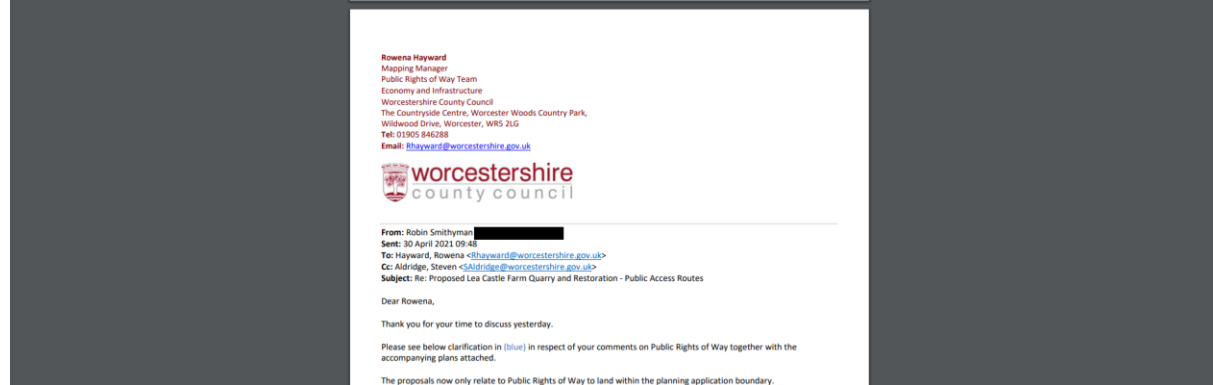 Rowena Hayward
Mapping Manager
Public Rights of Way Team
Economy and Infrastructure
Worcestershire County Council
The Countryside Centre, Worcester Woods Country Park,
Wildwood Drive, Worcester, WR5 2LG
Tel: 01905 846288
Email: Rhayward@worcestershire.gov.uk
worcestershire
county council
From: Robin Smithyman
Sent: 30 April 2021 09:48
To: Hayward, Rowena <Rhayward@worcestershire.gov.uk>
Cc: Aldridge, Steven <SAldridge@worcestershire.gov.uk>
Subject: Re: Proposed Lea Castle Farm Quarry and Restoration - Public Access Routes
Dear Rowena,
Thank you for your time to discuss yesterday.
Please see below clarification in (blue) in respect of your comments on Public Rights of Way together with the
accompanying plans attached.
The proposals now only relate to Public Rights of Way to land within the planning application boundary.